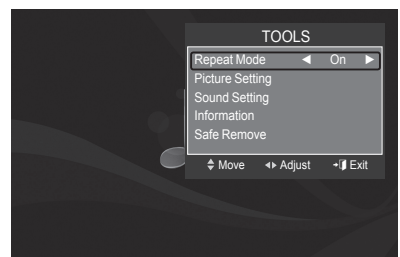 TOOLS
Repeat Mode ◀ On ▶
Picture Setting
Sound Setting
Information
Safe Remove
Move Adjust Exit